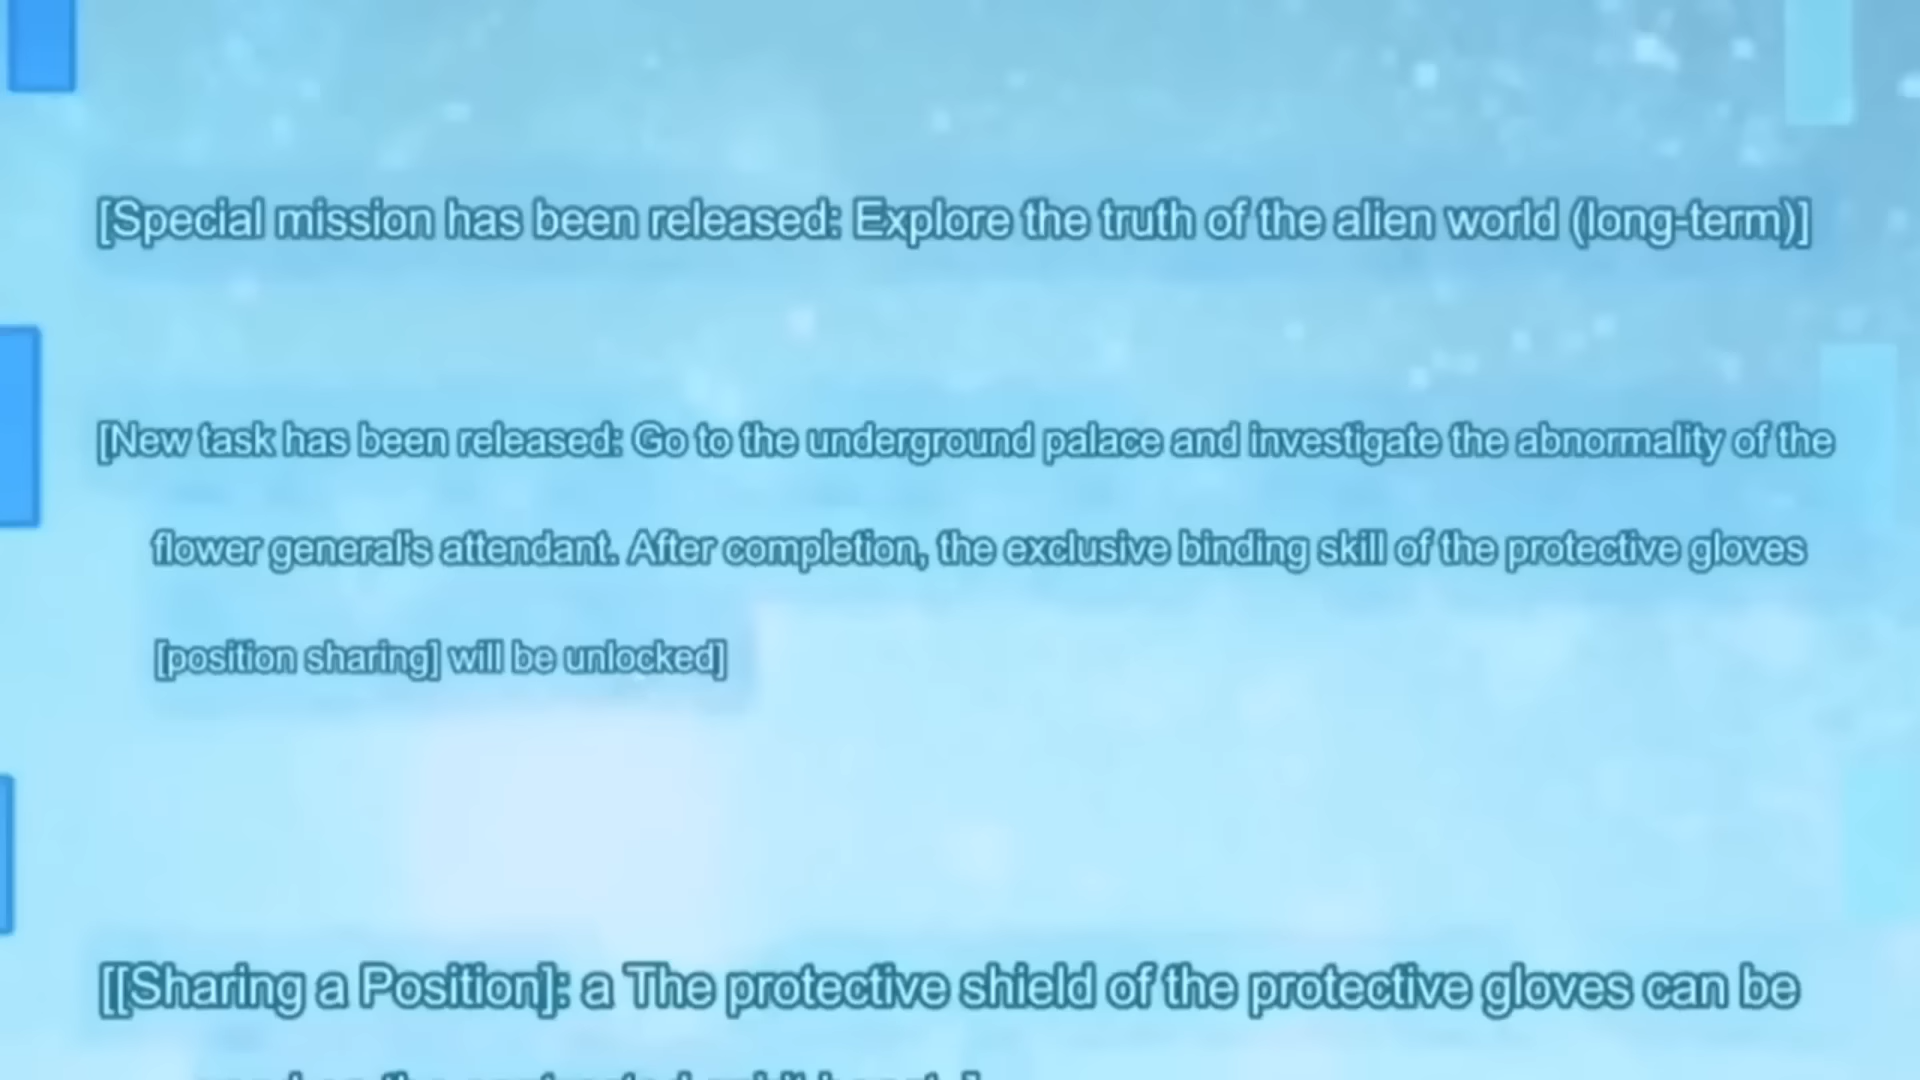 [Special mission has been released: Explore the truth of the alien world (long-term)]
[New task has been released: Go to the underground palace and investigate the abnormality of the
flower general's attendant. After completion, the exclusive binding skill of the protective gloves
[position sharing] will be unlocked]
[[Sharing a Position]: a The protective shield of the protective gloves can be